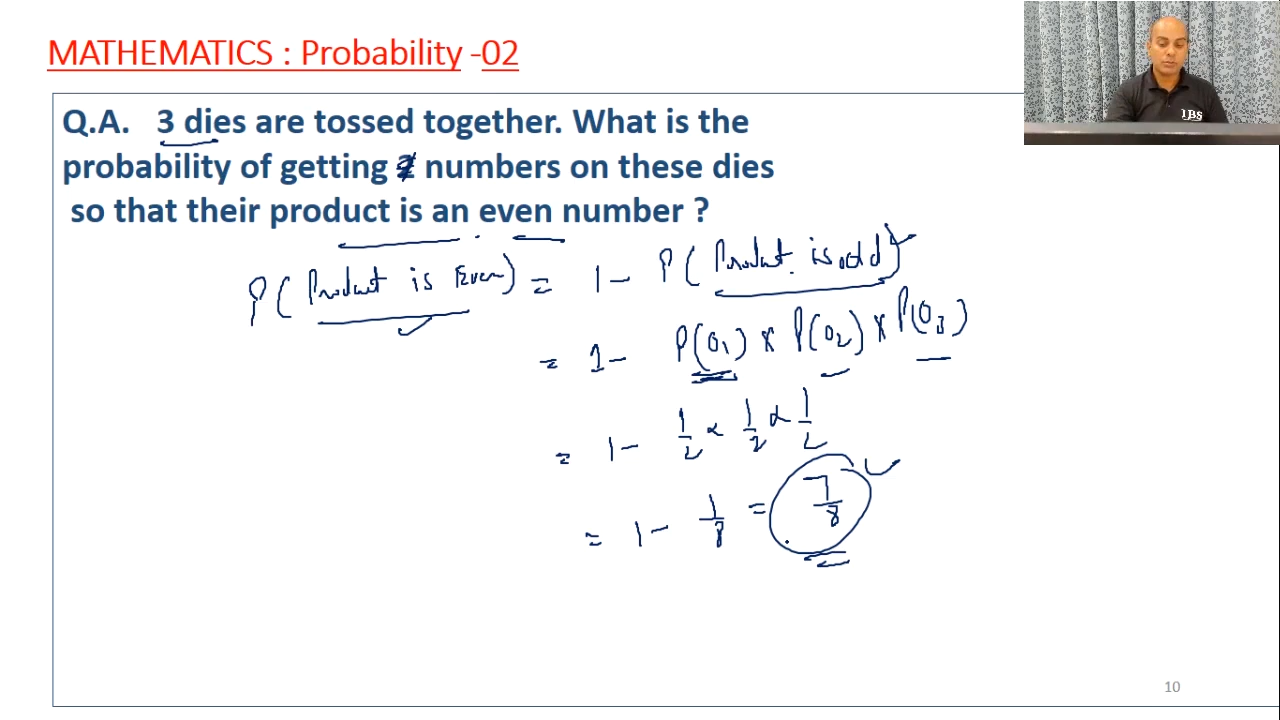 MATHEMATICS : Probability -02
IBS
Q.A. 3 dies are tossed together. What is the
probability of getting numbers on these dies
so that their product is an even number ?
P(Product is Even) = 1 - P(Product is odd)
= 1 - P(O₁) × P(O₂) × P(O₃)
= 1 - 1/2 × 1/2 × 1/2
= 1 - 1/8 = 7/8
10